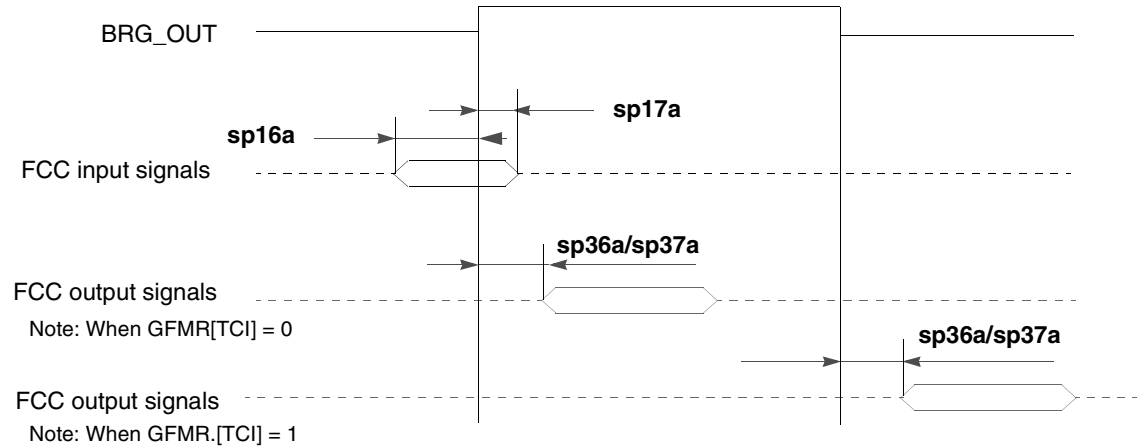 BRG_OUT
sp17a
sp16a
FCC input signals
sp36a/sp37a
FCC output signals
Note: When GFMR[TCI] = 0
sp36a/sp37a
FCC output signals
Note: When GFMR.[TCI] = 1